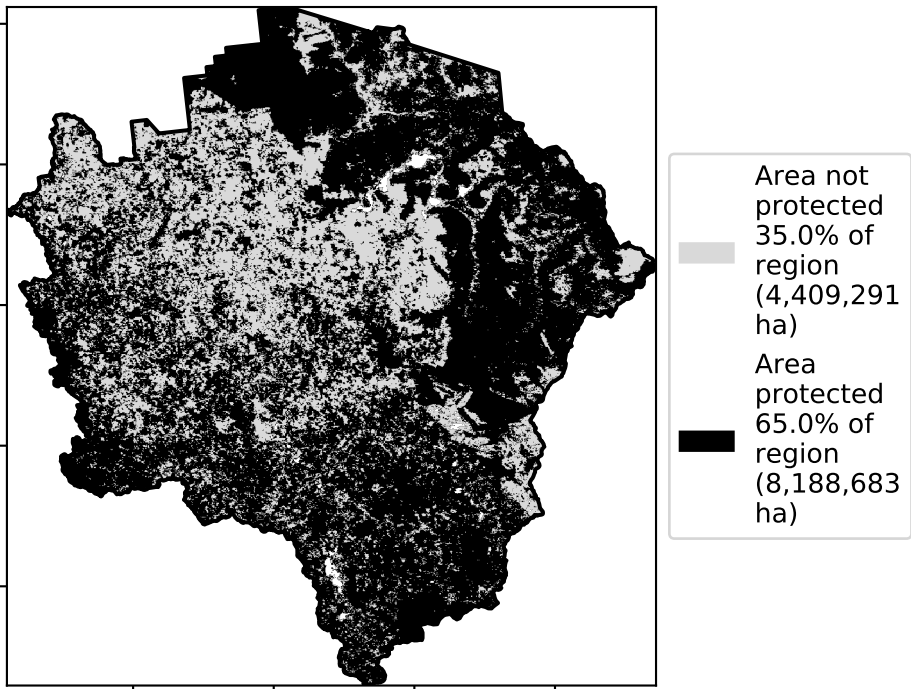 Area not
protected
35.0% of
region
(4,409,291
ha)
Area
protected
65.0% of
region
(8,188,683
ha)